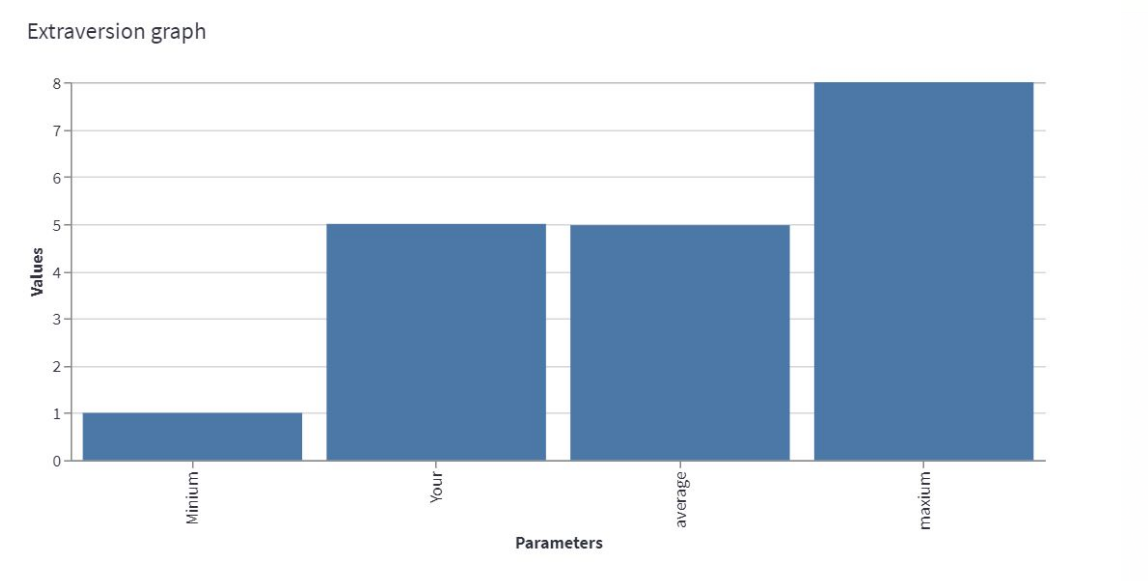 Extraversion graph
8
7
6
5
4
3
2
1
0
Values
Minium
Your
average
maxium
Parameters